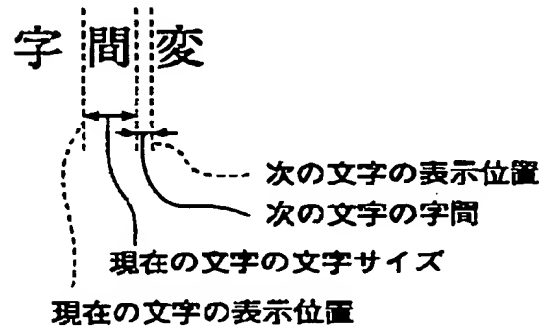 字間変
次の文字の表示位置
次の文字の字間
現在の文字の文字サイズ
現在の文字の表示位置